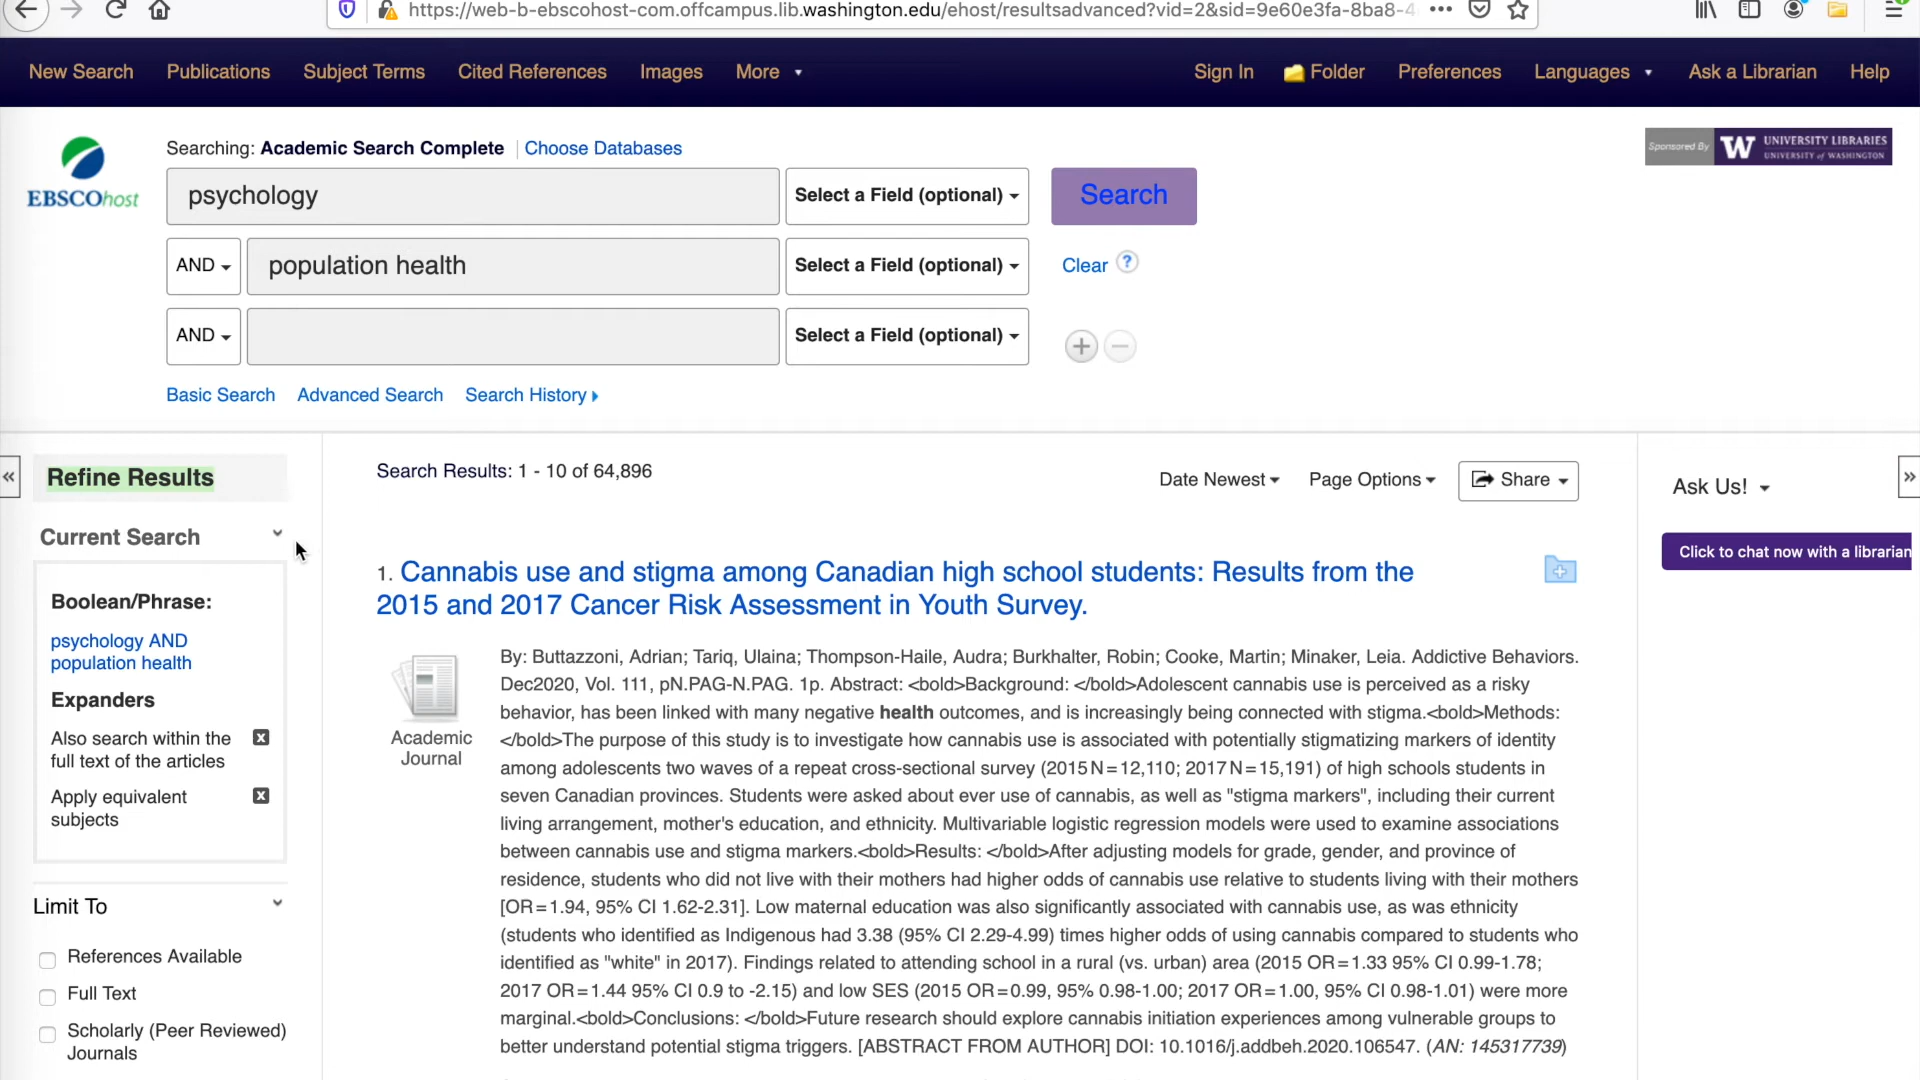 https://web-b-ebscohost-com.offcampus.lib.washington.edu/ehost/resultsadvanced?vid=2&sid=9e60e3fa-8ba8-4
New Search Publications Subject Terms Cited References Images More Sign In Folder Preferences Languages Ask a Librarian Help
Searching: Academic Search Complete Choose Databases
Sponsored By W UNIVERSITY LIBRARIES
UNIVERSITY of WASHINGTON
EBSCOhost
psychology Select a Field (optional) Search
AND population health Select a Field (optional) Clear ?
AND Select a Field (optional)
Basic Search Advanced Search Search History
Refine Results
Search Results: 1 - 10 of 64,896
Date Newest Page Options Share
Ask Us!
Click to chat now with a librarian
Current Search
Boolean/Phrase:
psychology AND
population health
Expanders
Also search within the
full text of the articles
Apply equivalent
subjects
Limit To
References Available
Full Text
Scholarly (Peer Reviewed)
Journals
1. Cannabis use and stigma among Canadian high school students: Results from the
2015 and 2017 Cancer Risk Assessment in Youth Survey.
Academic
Journal
By: Buttazzoni, Adrian; Tariq, Ulaina; Thompson-Haile, Audra; Burkhalter, Robin; Cooke, Martin; Minaker, Leia. Addictive Behaviors.
Dec2020, Vol. 111, pN.PAG-N.PAG. 1p. Abstract: <bold>Background: </bold>Adolescent cannabis use is perceived as a risky
behavior, has been linked with many negative health outcomes, and is increasingly being connected with stigma.<bold>Methods:
</bold>The purpose of this study is to investigate how cannabis use is associated with potentially stigmatizing markers of identity
among adolescents two waves of a repeat cross-sectional survey (2015 N = 12,110; 2017 N = 15,191) of high schools students in
seven Canadian provinces. Students were asked about ever use of cannabis, as well as "stigma markers", including their current
living arrangement, mother's education, and ethnicity. Multivariable logistic regression models were used to examine associations
between cannabis use and stigma markers.<bold>Results: </bold>After adjusting models for grade, gender, and province of
residence, students who did not live with their mothers had higher odds of cannabis use relative to students living with their mothers
[OR = 1.94, 95% CI 1.62-2.31]. Low maternal education was also significantly associated with cannabis use, as was ethnicity
(students who identified as Indigenous had 3.38 (95% CI 2.29-4.99) times higher odds of using cannabis compared to students who
identified as "white" in 2017). Findings related to attending school in a rural (vs. urban) area (2015 OR = 1.33 95% CI 0.99-1.78;
2017 OR = 1.44 95% CI 0.9 to -2.15) and low SES (2015 OR = 0.99, 95% 0.98-1.00; 2017 OR = 1.00, 95% CI 0.98-1.01) were more
marginal.<bold>Conclusions: </bold>Future research should explore cannabis initiation experiences among vulnerable groups to
better understand potential stigma triggers. [ABSTRACT FROM AUTHOR] DOI: 10.1016/j.addbeh.2020.106547. (AN: 145317739)